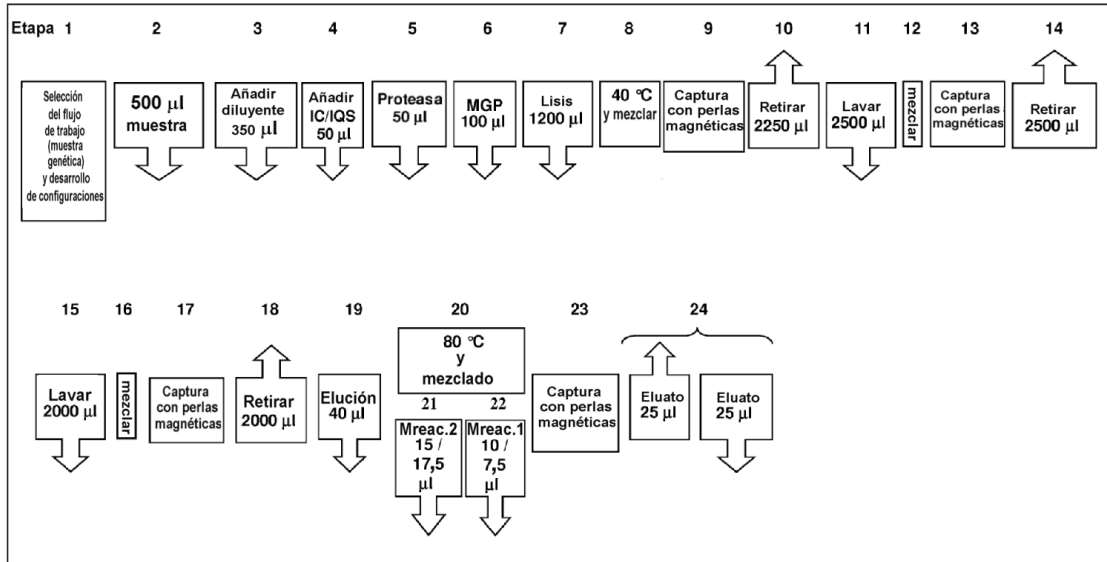 Etapa 1 2 3 4 5 6 7 8 9 10 11 12 13 14
Selección
del flujo
de trabajo
(muestra
genética)
y desarrollo
de configuraciones
500 µl
muestra
Añadir
diluyente
350 µl
Añadir
IC/IQS
50 µl
Proteasa
50 µl
MGP
100 µl
Lisis
1200 µl
40 °C
y mezclar
Captura
con perlas
magnéticas
Retirar
2250 µl
Lavar
2500 µl
mezclar
Captura
con perlas
magnéticas
Retirar
2500 µl
15 16 17 18 19 20 23 24
Lavar
2000 µl
mezclar
Captura
con perlas
magnéticas
Retirar
2000 µl
Elución
40 µl
80 °C
y
mezclado
21 22
Mreac.2
15 /
17,5
µl
Mreac.1
10 /
7,5
µl
Captura
con perlas
magnéticas
Eluato
25 µl
Eluato
25 µl